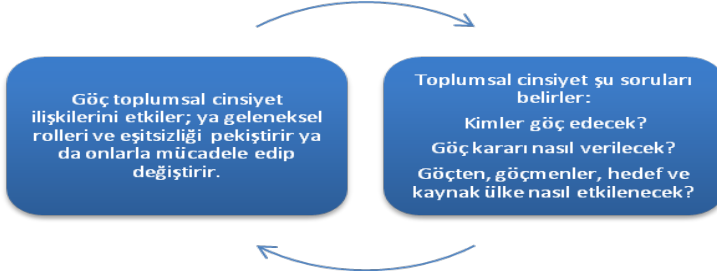 Göç toplumsal cinsiyet
ilişkilerini etkiler; ya geleneksel
rolleri ve eşitsizliği pekiştirir ya
da onlarla mücadele edip
değiştirir.
Toplumsal cinsiyet şu soruları
belirler:
Kimler göç edecek?
Göç kararı nasıl verilecek?
Göçten, göçmenler, hedef ve
kaynak ülke nasıl etkilenecek?